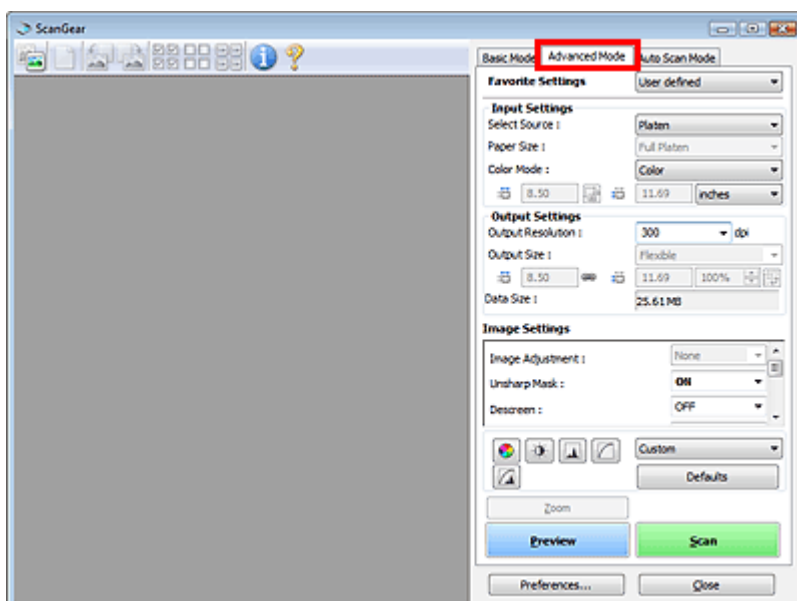 ScanGear
Basic Mode Advanced Mode Auto Scan Mode
Favorite Settings User defined
Input Settings
Select Source : Platen
Paper Size : Full Platen
Color Mode : Color
8.50 11.69 inches
Output Settings
Output Resolution : 300 dpi
Output Size : Flexible
8.50 11.69 100%
Data Size : 25.61MB
Image Settings
Image Adjustment : None
Unsharp Mask : ON
Descreen : OFF
Custom
Defaults
Zoom
Preview Scan
Preferences... Close